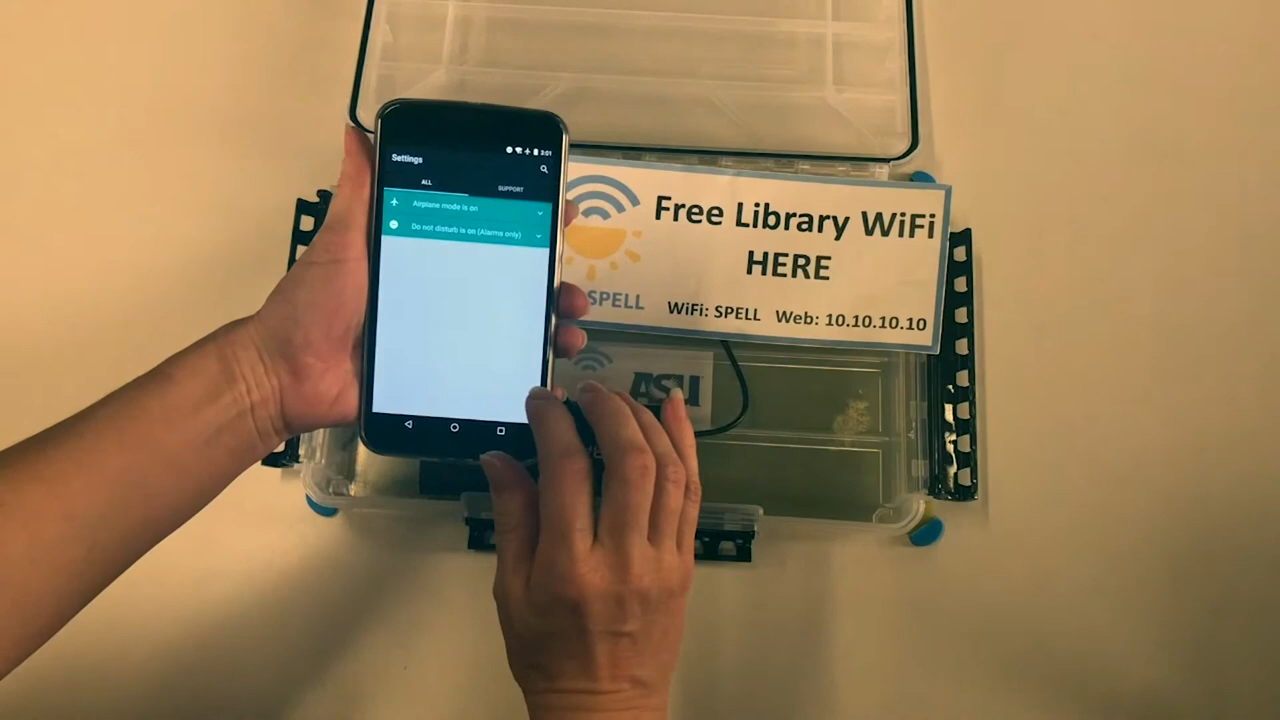 3:01
Settings
ALL
SUPPORT
Airplane mode is on
Do not disturb is on (Alarms only)
Free Library WiFi
HERE
SPELL
WiFi: SPELL Web: 10.10.10.10
ASU